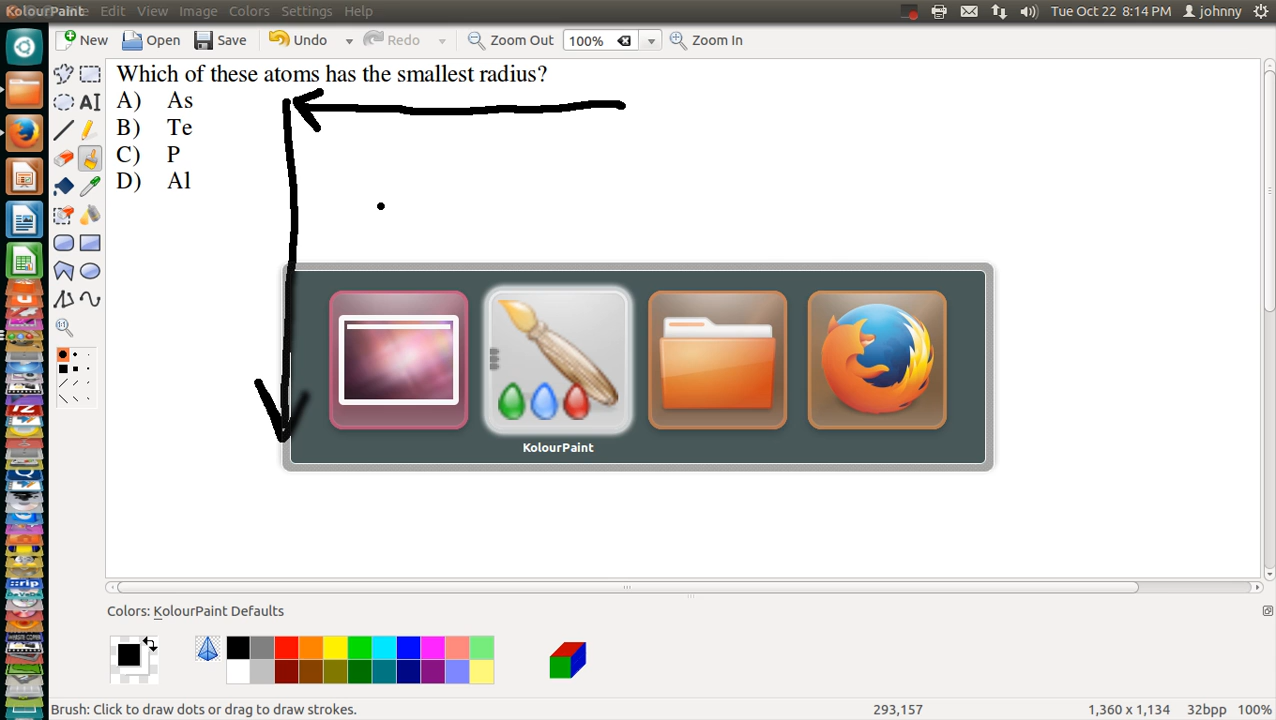 KolourPaint File Edit View Image Colors Settings Help Tue Oct 22 8:14 PM johnny
New Open Save Undo Redo Zoom Out 100% Zoom In
Which of these atoms has the smallest radius?
A) As
B) Te
C) P
D) Al
KolourPaint
Colors: KolourPaint Defaults
Brush: Click to draw dots or drag to draw strokes. 293,157 1,360 x 1,134 32bpp 100%